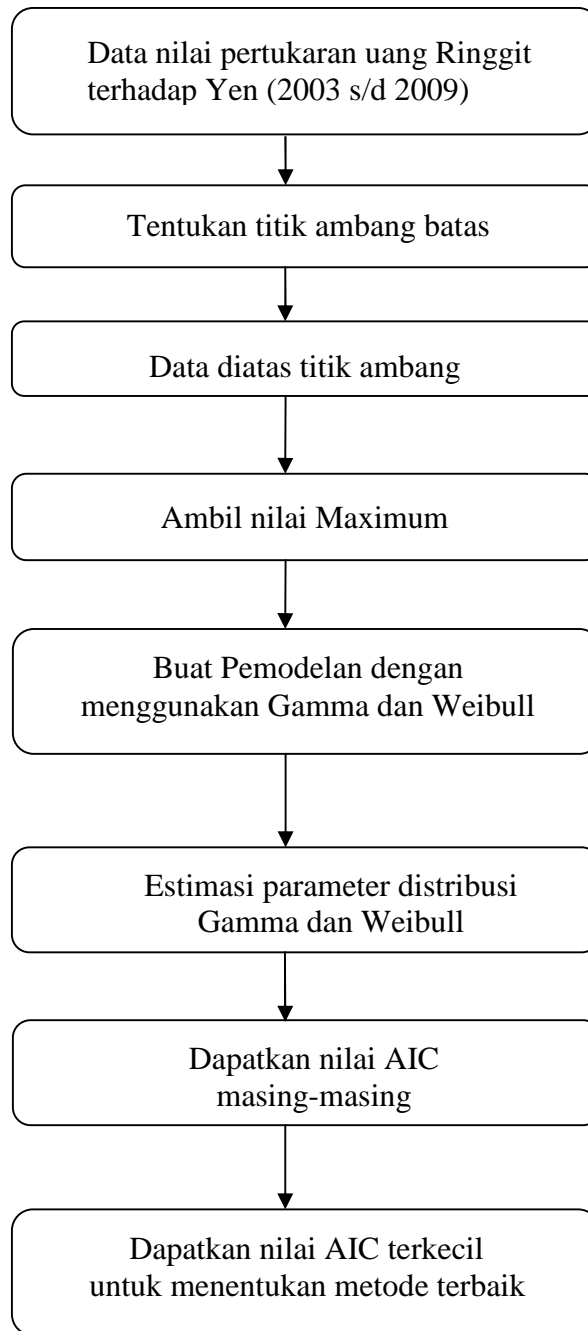 Data nilai pertukaran uang Ringgit
terhadap Yen (2003 s/d 2009)
Tentukan titik ambang batas
Data diatas titik ambang
Ambil nilai Maximum
Buat Pemodelan dengan
menggunakan Gamma dan Weibull
Estimasi parameter distribusi
Gamma dan Weibull
Dapatkan nilai AIC
masing-masing
Dapatkan nilai AIC terkecil
untuk menentukan metode terbaik